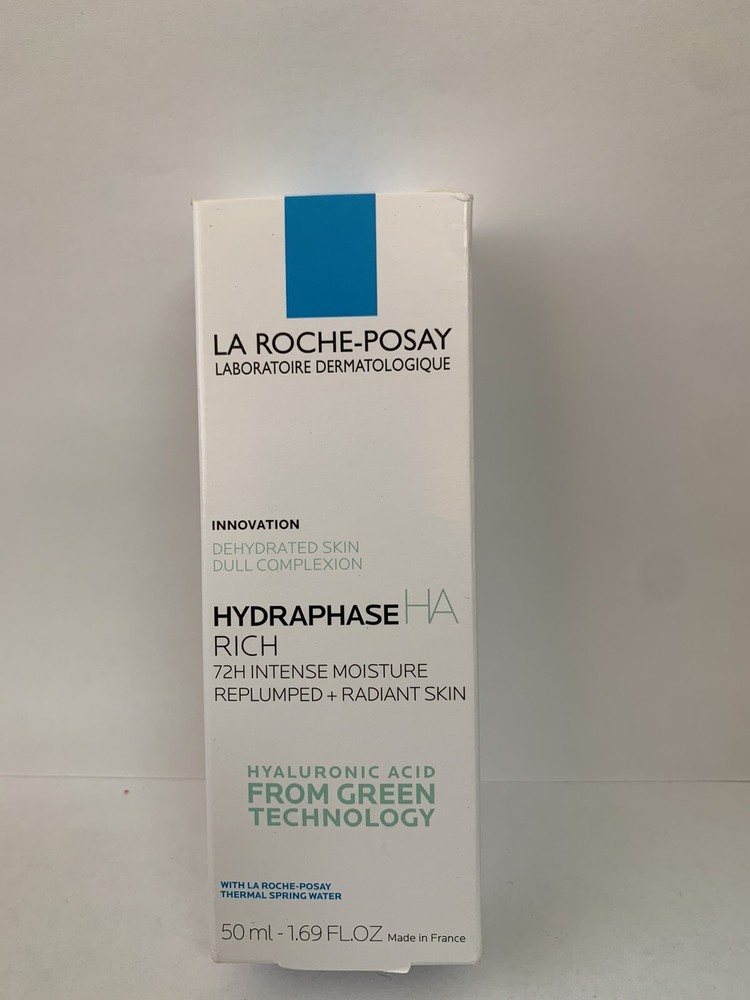 LA ROCHE-POSAY
LABORATOIRE DERMATOLOGIQUE
INNOVATION
DEHYDRATED SKIN
DULL COMPLEXION
HYDRAPHASE HA
RICH
72H INTENSE MOISTURE
REPLUMPED + RADIANT SKIN
HYALURONIC ACID
FROM GREEN
TECHNOLOGY
WITH LA ROCHE-POSAY
THERMAL SPRING WATER
50 ml - 1.69 FL.OZ Made in France